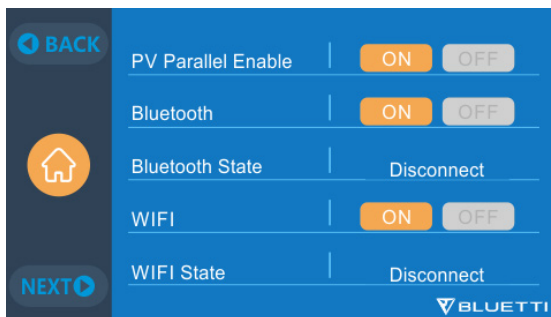 BACK
PV Parallel Enable ON OFF
Bluetooth ON OFF
Bluetooth State Disconnect
WIFI ON OFF
WIFI State Disconnect
NEXT
BLUETTI